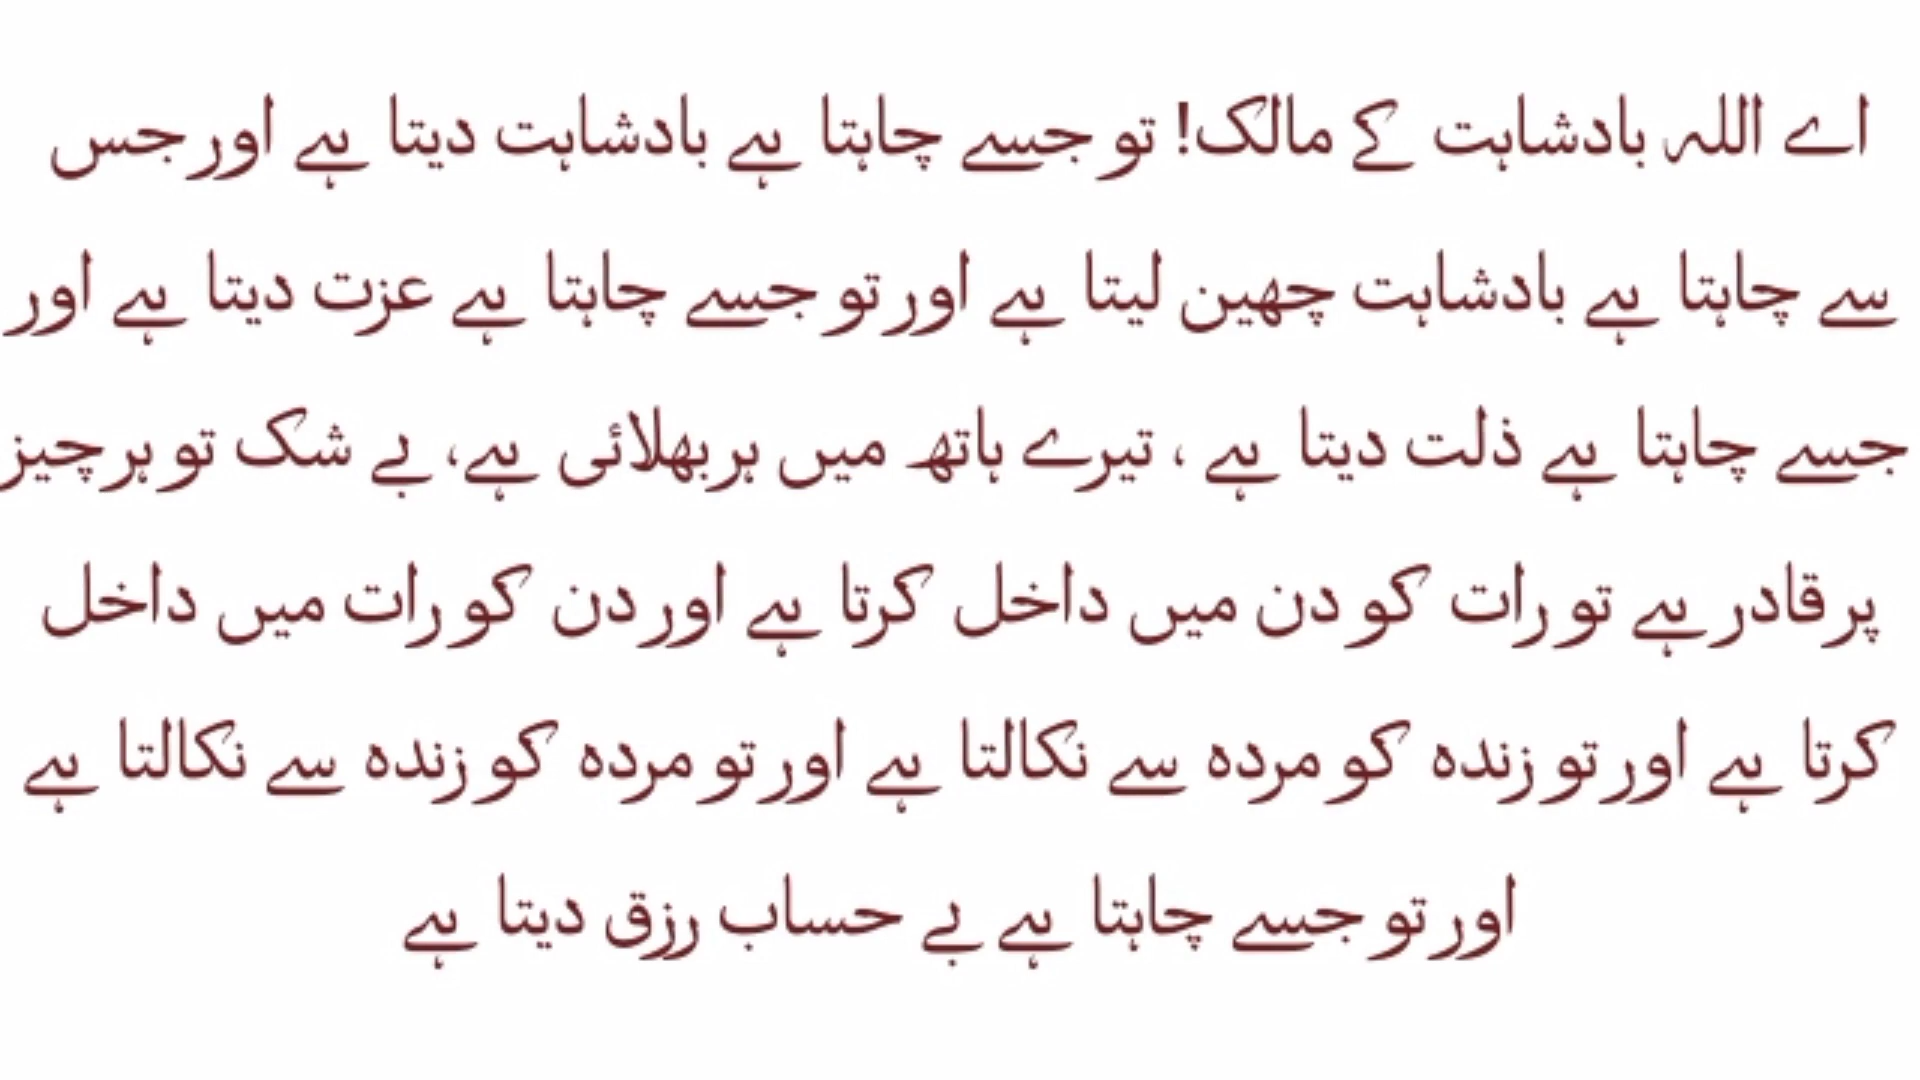 اے اللہ بادشاہت کے مالک! تو جسے چاہتا ہے بادشاہت دیتا ہے اور جس
سے چاہتا ہے بادشاہت چھین لیتا ہے اور تو جسے چاہتا ہے عزت دیتا ہے اور
جسے چاہتا ہے ذلت دیتا ہے ، تیرے ہاتھ میں ہر بھلائی ہے، بے شک تو ہر چیز
پر قادر ہے تو رات کو دن میں داخل کرتا ہے اور دن کو رات میں داخل
کرتا ہے اور تو زندہ کو مردہ سے نکالتا ہے اور تو مردہ کو زندہ سے نکالتا ہے
اور تو جسے چاہتا ہے بے حساب رزق دیتا ہے